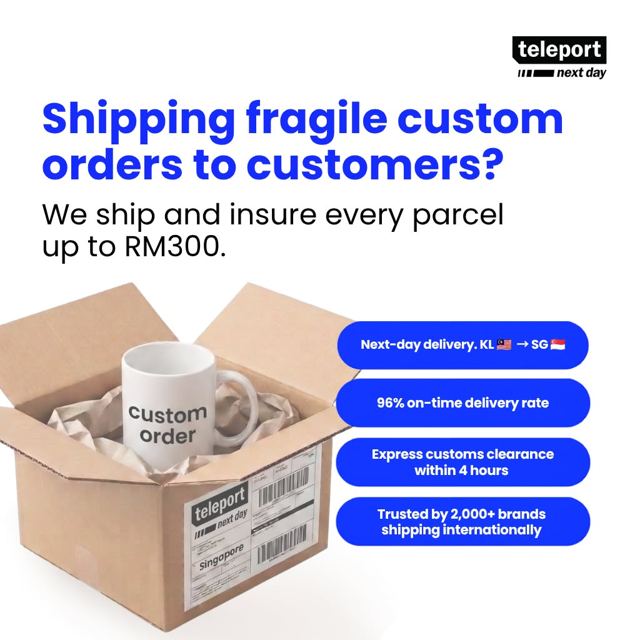 teleport
next day
Shipping fragile custom
orders to customers?
We ship and insure every parcel
up to RM300.
Next-day delivery. KL 🇲🇾 → SG 🇸🇬
96% on-time delivery rate
Express customs clearance
within 4 hours
Trusted by 2,000+ brands
shipping internationally
custom
order
teleport
next day
Singapore